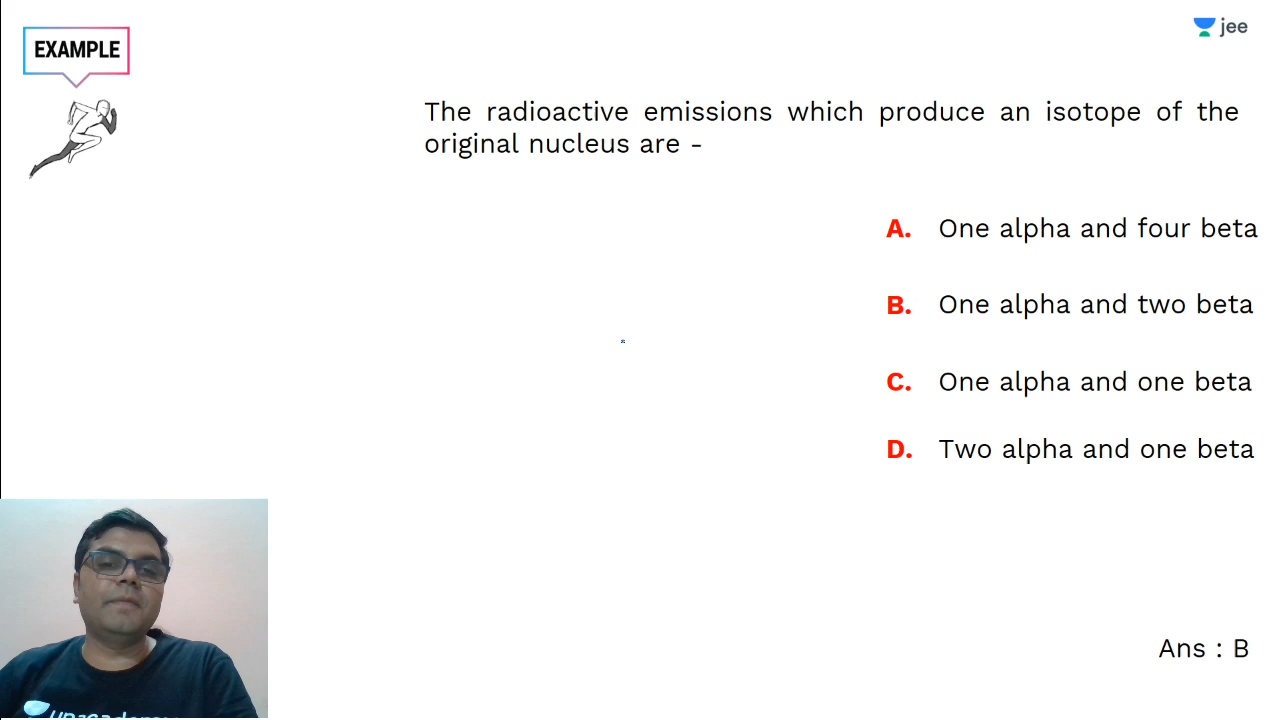 EXAMPLE
jee
The radioactive emissions which produce an isotope of the
original nucleus are -
A. One alpha and four beta
B. One alpha and two beta
C. One alpha and one beta
D. Two alpha and one beta
Ans : B